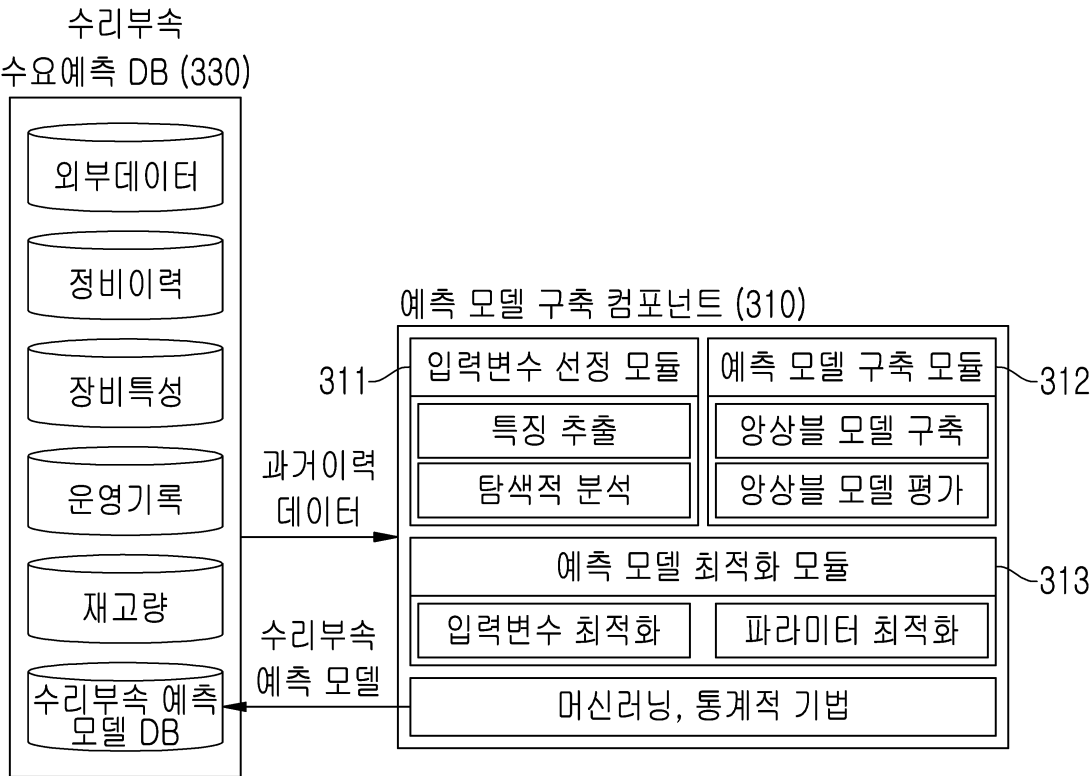 수리부속
수요예측 DB (330)
외부데이터
정비이력
장비특성
운영기록
재고량
수리부속 예측
모델 DB
과거이력
데이터
수리부속
예측 모델
예측 모델 구축 컴포넌트 (310)
311
입력변수 선정 모듈
특징 추출
탐색적 분석
예측 모델 구축 모듈
312
앙상블 모델 구축
앙상블 모델 평가
예측 모델 최적화 모듈
313
입력변수 최적화
파라미터 최적화
머신러닝, 통계적 기법